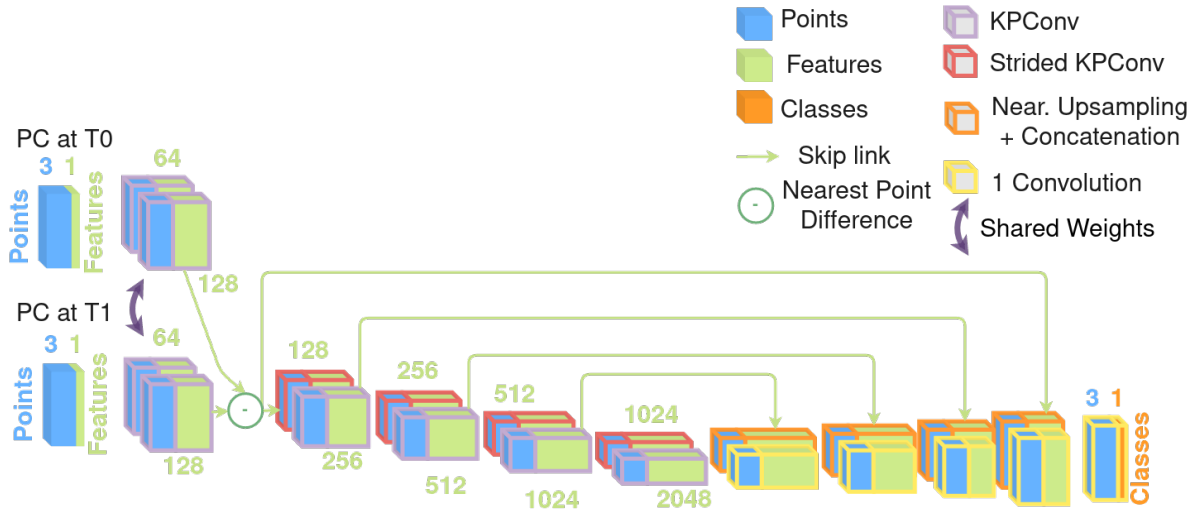 Points
Features
Classes
Skip link
-
Nearest Point
Difference
KPConv
Strided KPConv
Near. Upsampling
+ Concatenation
1 Convolution
Shared Weights
PC at T0
3 1
64
Points
Features
128
PC at T1
3 1
64
Points
Features
128
-
128
256
256
512
512
1024
1024
2048
3 1
Classes